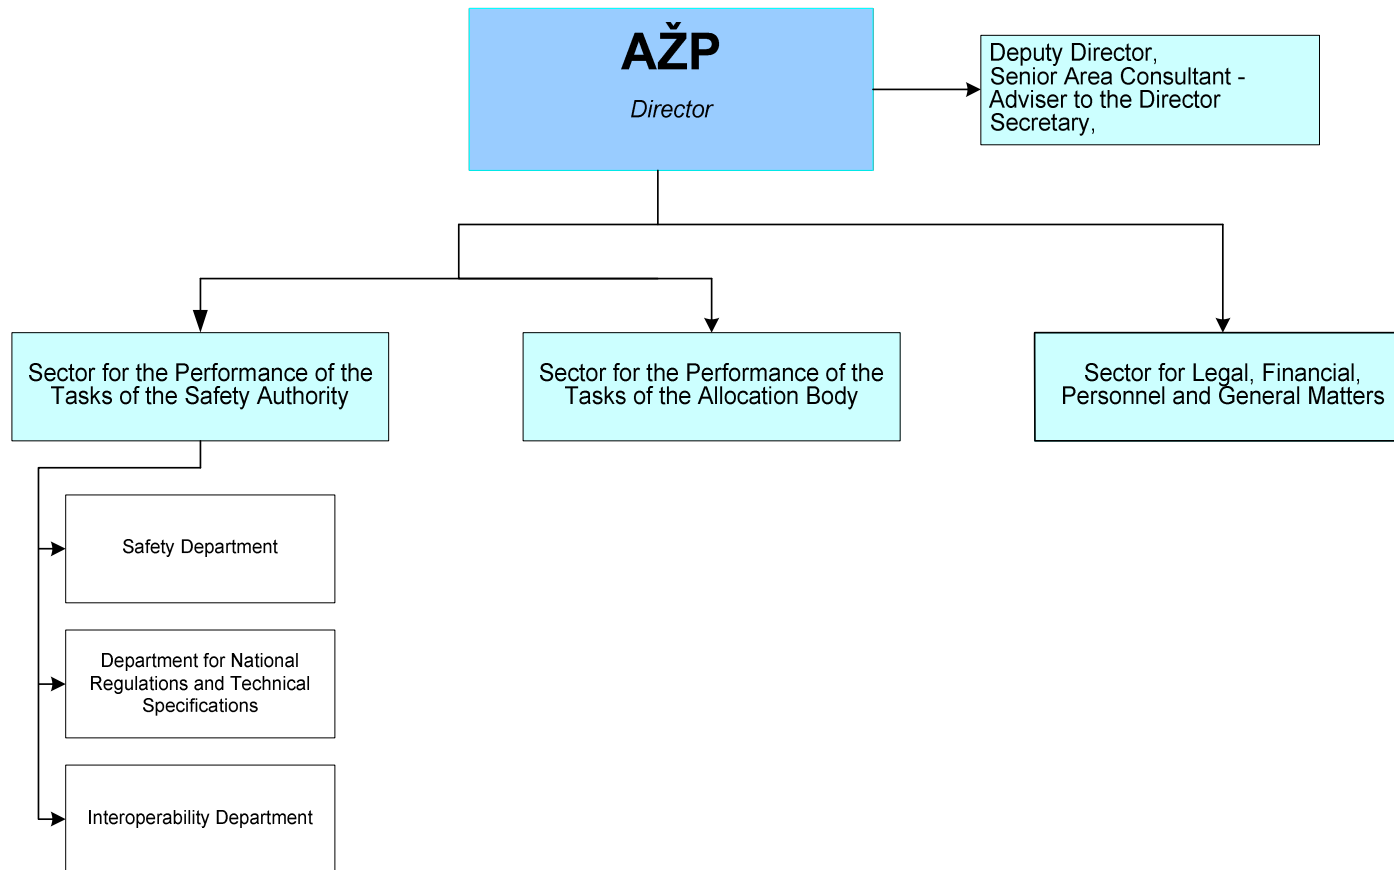 AŽP
Director
Deputy Director,
Senior Area Consultant -
Adviser to the Director
Secretary,
Sector for the Performance of the
Tasks of the Safety Authority
Sector for the Performance of the
Tasks of the Allocation Body
Sector for Legal, Financial,
Personnel and General Matters
Safety Department
Department for National
Regulations and Technical
Specifications
Interoperability Department